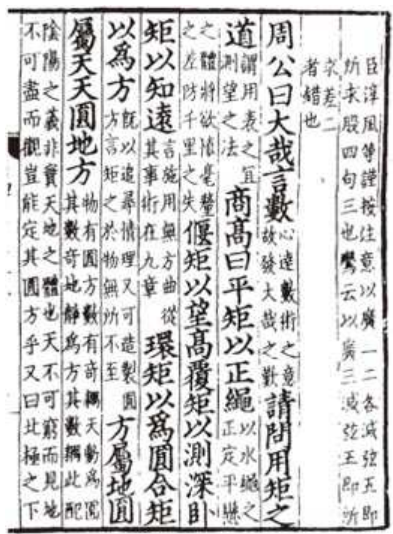 臣淳風等謹按注意以廣一二各減弦五即
所求股四句三也鸞云以廣三減弦五即所
求差二
者錯也
周公曰大哉言數心達數術之意故發大哉之歎請問用矩之
道謂用表之宜測望之法商高曰平矩以正繩以水繩之正定平懸
之體將欲慎毫釐之差防千里之失偃矩以望高覆矩以測深臥
矩以知遠言施用無方曲從其事術在九章環矩以為圓合矩
以為方既以追尋情理又可造製圓方言矩之於物無所不至方屬地圓
屬天天圓地方物有圓方數有奇耦天動為圓其數奇地靜為方其數耦此配
陰陽之義非實天地之體也天不可窮而見地
不可盡而觀豈能定其圓方乎又曰北極之下